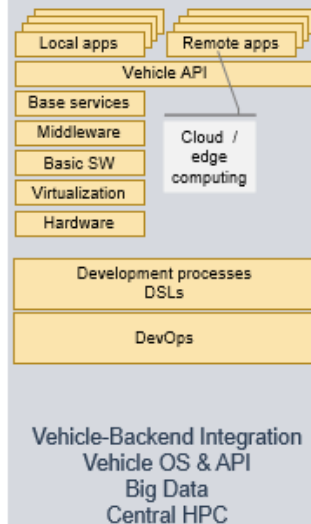 Local apps
Remote apps
Vehicle API
Base services
Middleware
Basic SW
Virtualization
Hardware
Cloud /
edge
computing
Development processes
DSLs
DevOps
Vehicle-Backend Integration
Vehicle OS & API
Big Data
Central HPC